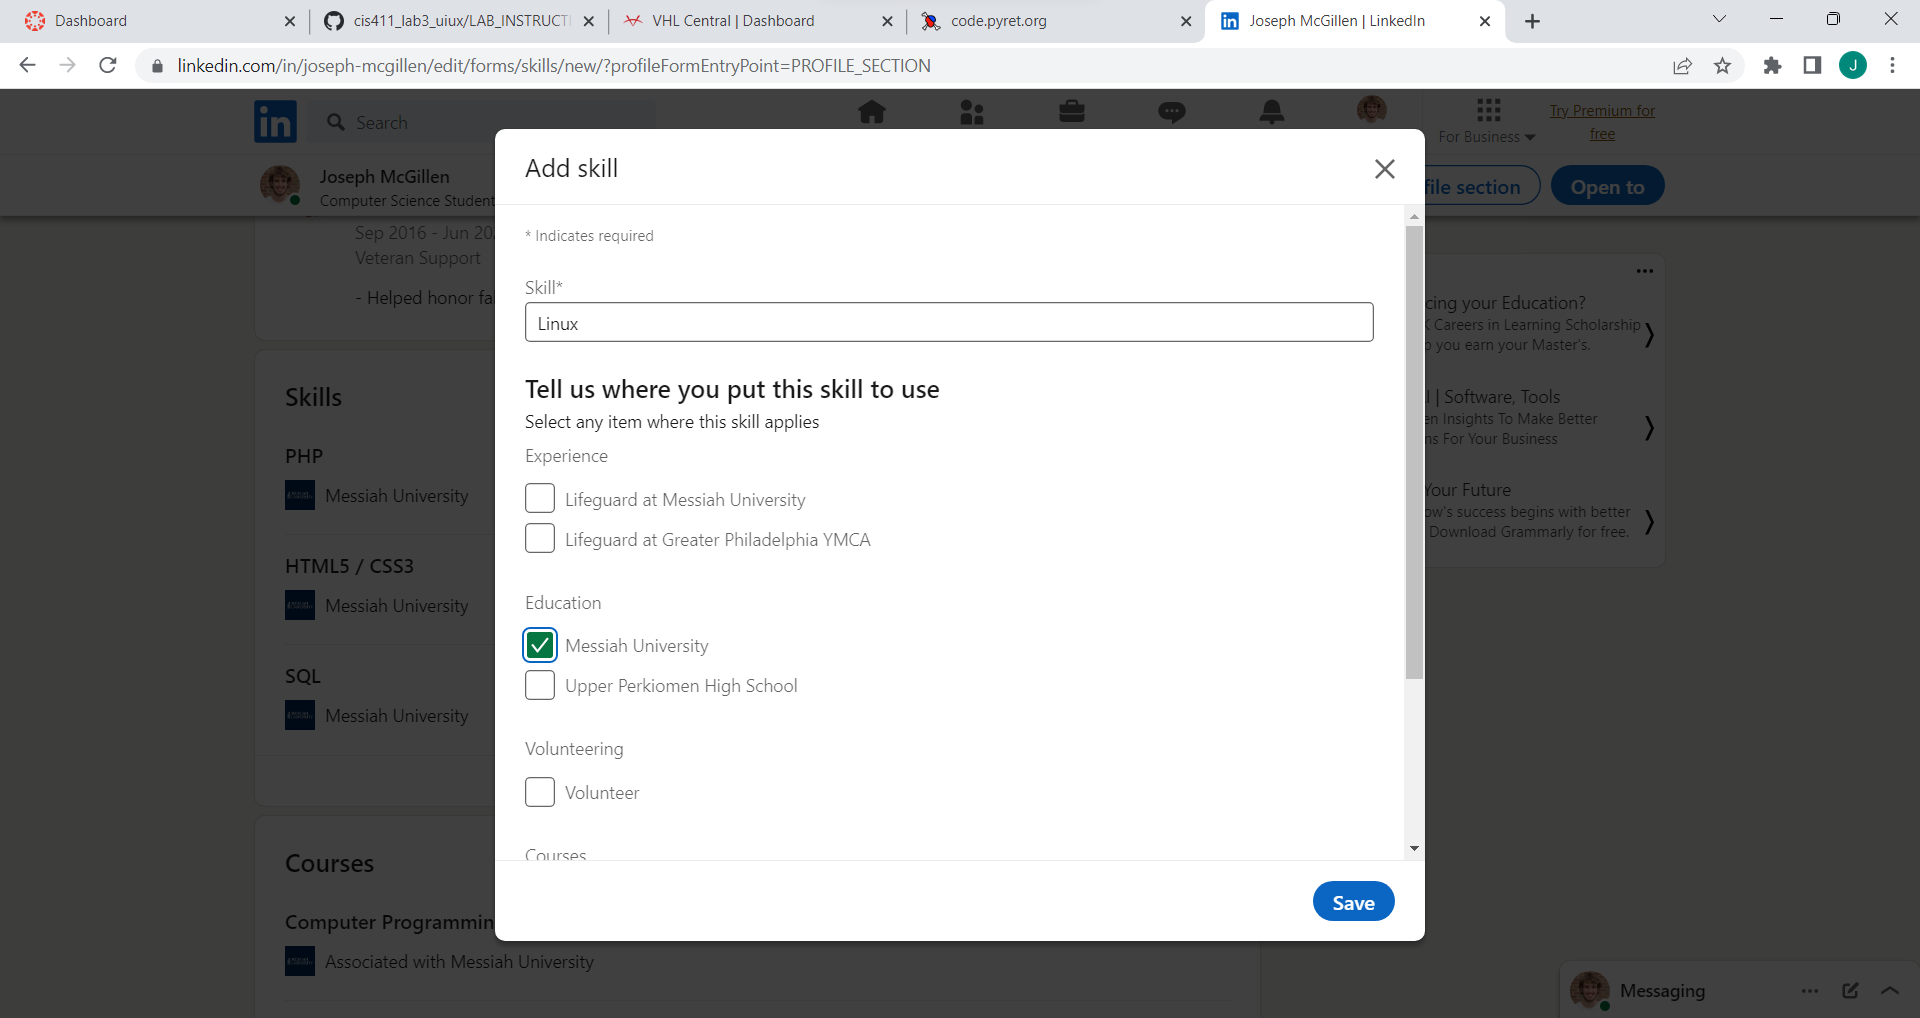 Dashboard
cis411_lab3_uiux/LAB_INSTRUCTI
VHL Central | Dashboard
code.pyret.org
in Joseph McGillen | LinkedIn
linkedin.com/in/joseph-mcgillen/edit/forms/skills/new/?profileFormEntryPoint=PROFILE_SECTION
J
in
Search
For Business
Try Premium for
free
Joseph McGillen
Computer Science Student
file section
Open to
Sep 2016 - Jun 20
Veteran Support
- Helped honor fa
Skills
PHP
Messiah University
HTML5 / CSS3
Messiah University
SQL
Messiah University
Courses
Computer Programmin
Associated with Messiah University
Add skill
* Indicates required
Skill*
Linux
Tell us where you put this skill to use
Select any item where this skill applies
Experience
Lifeguard at Messiah University
Lifeguard at Greater Philadelphia YMCA
Education
Messiah University
Upper Perkiomen High School
Volunteering
Volunteer
Courses
Save
cing your Education?
Careers in Learning Scholarship
you earn your Master's.
| Software, Tools
en Insights To Make Better
ns For Your Business
Your Future
ow's success begins with better
Download Grammarly for free.
Messaging